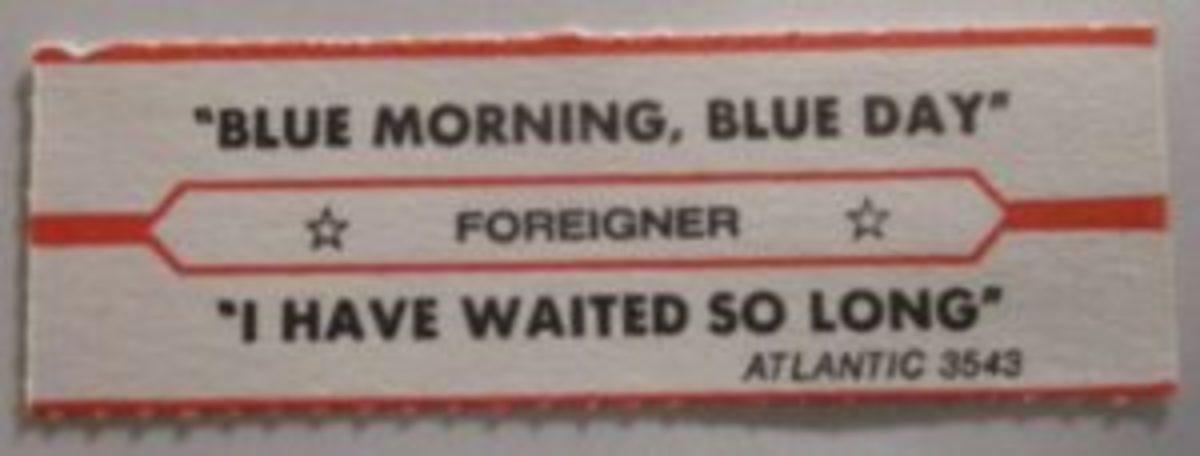 "BLUE MORNING, BLUE DAY"
☆ FOREIGNER ☆
"I HAVE WAITED SO LONG"
ATLANTIC 3543